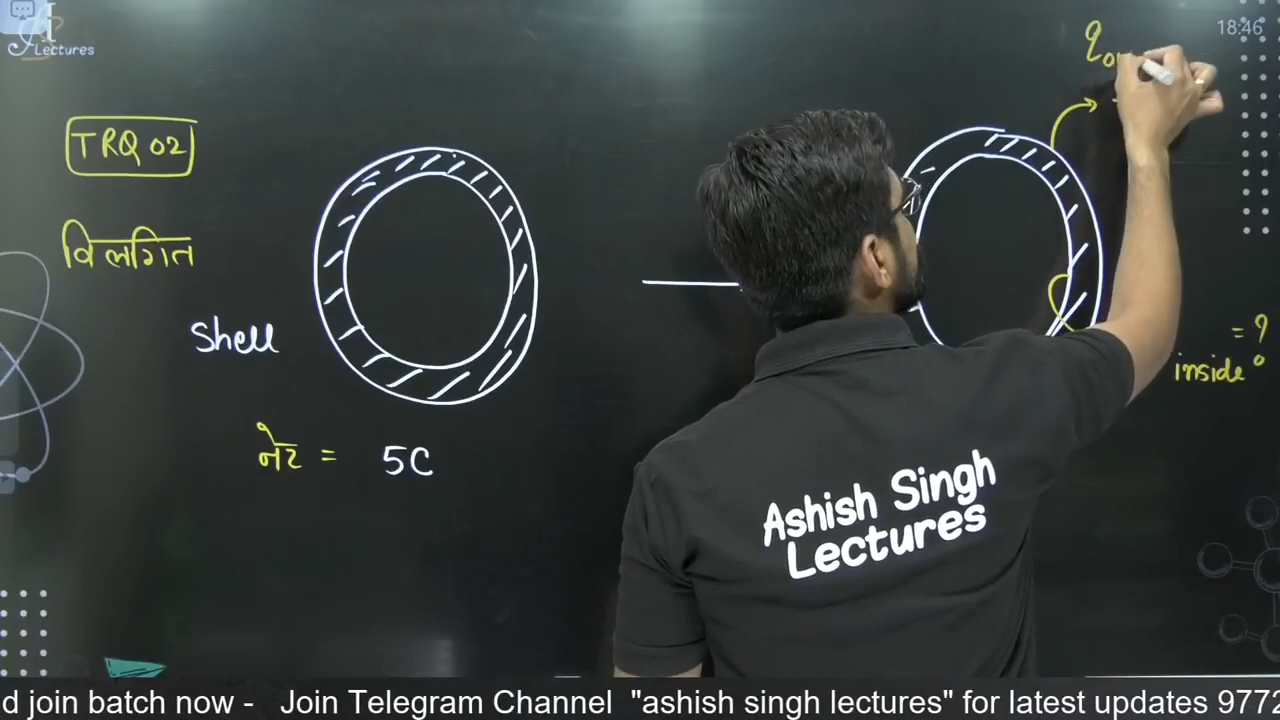 Lectures
18:46
TRQ 02
विलगित
Shell
नेट = 5C
= ?
inside
Ashish Singh
Lectures
d join batch now - Join Telegram Channel "ashish singh lectures" for latest updates 9772